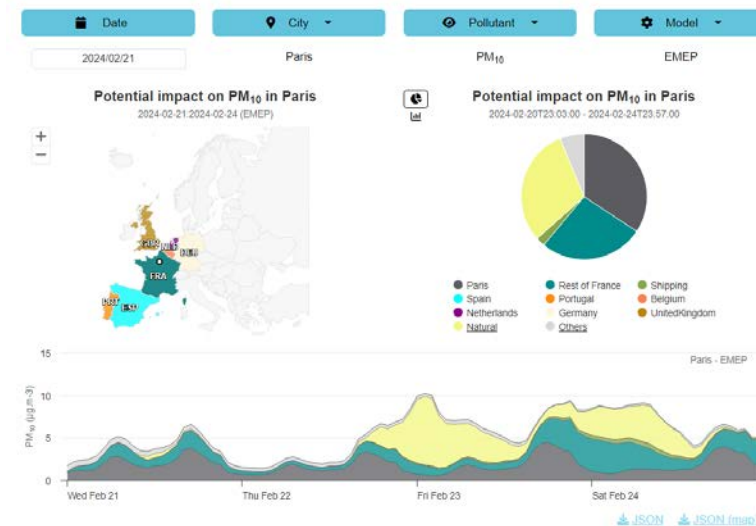 Date
City
Pollutant
Model
2024/02/21
Paris
PM₁₀
EMEP
Potential impact on PM₁₀ in Paris
2024-02-21:2024-02-24 (EMEP)
+
−
GBR
NLD
DEU
FRA
PRT
ESP
Potential impact on PM₁₀ in Paris
2024-02-20T23:03:00 - 2024-02-24T23:57:00
Paris
Rest of France
Shipping
Spain
Portugal
Belgium
Netherlands
Germany
UnitedKingdom
Natural
Others
Paris - EMEP
PM₁₀ (µg.m-3)
15
10
5
0
Wed Feb 21
Thu Feb 22
Fri Feb 23
Sat Feb 24
JSON
JSON (map)